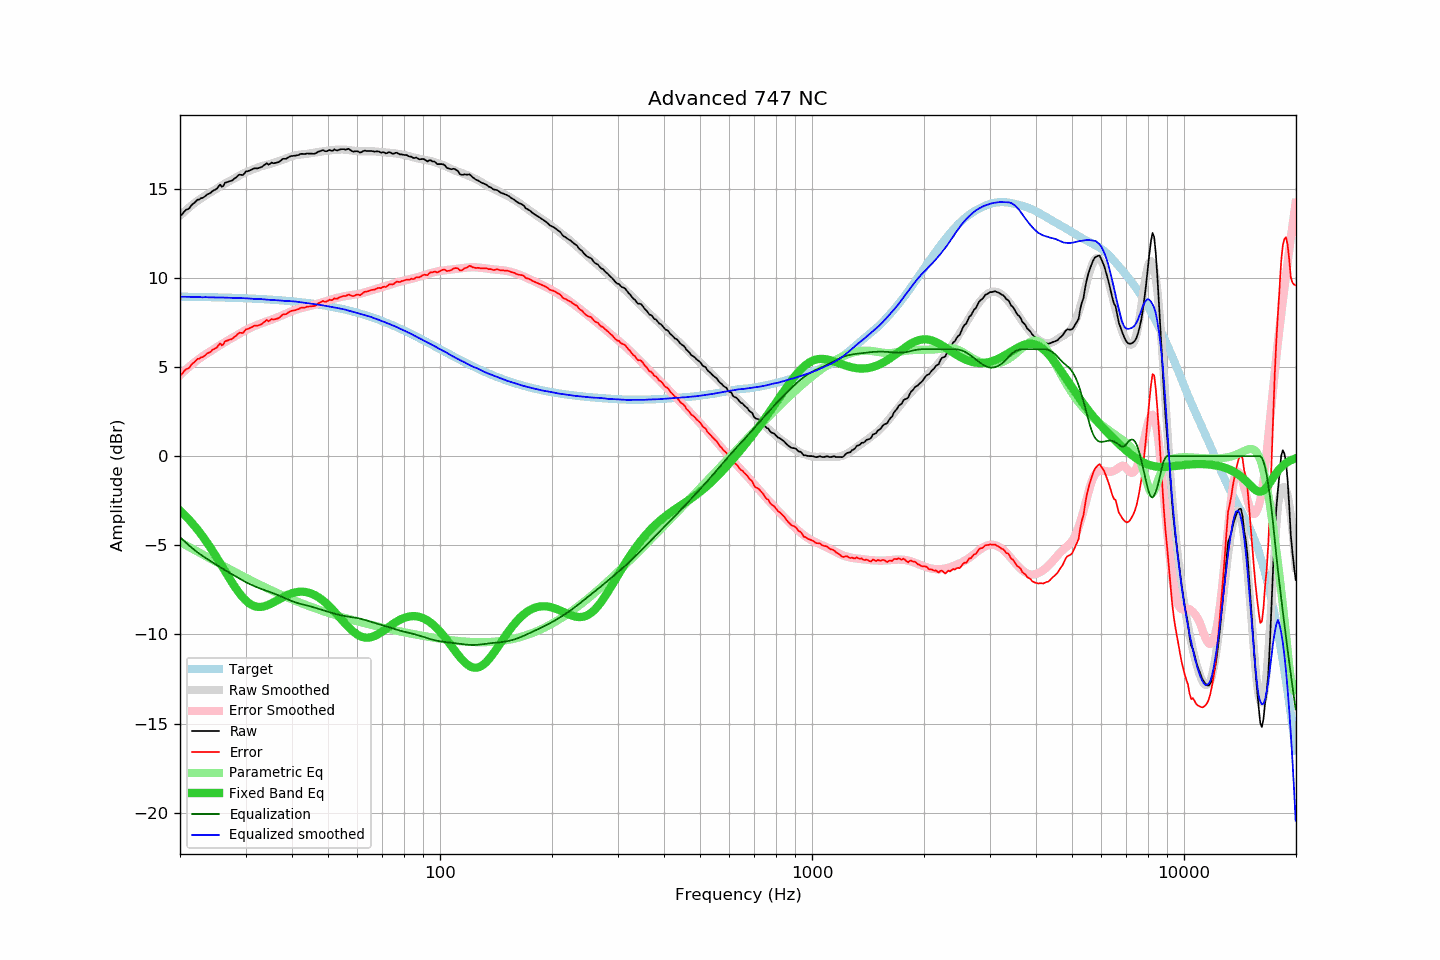 Advanced 747 NC
Amplitude (dBr)
15
10
5
0
−5
−10
−15
−20
Target
Raw Smoothed
Error Smoothed
Raw
Error
Parametric Eq
Fixed Band Eq
Equalization
Equalized smoothed
100
1000
10000
Frequency (Hz)